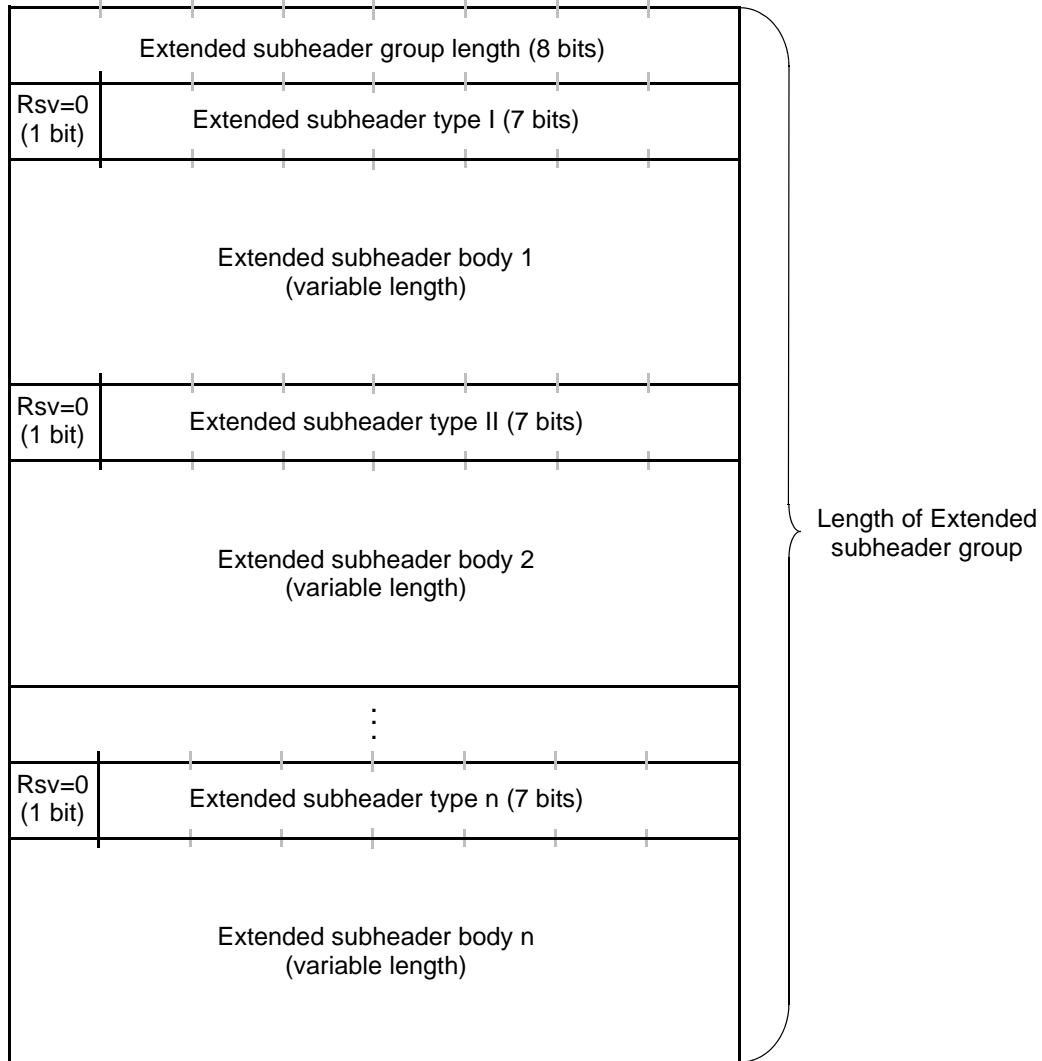 Extended subheader group length (8 bits)
Rsv=0
(1 bit)
Extended subheader type I (7 bits)
Extended subheader body 1
(variable length)
Rsv=0
(1 bit)
Extended subheader type II (7 bits)
Extended subheader body 2
(variable length)
Length of Extended
subheader group
⋮
Rsv=0
(1 bit)
Extended subheader type n (7 bits)
Extended subheader body n
(variable length)